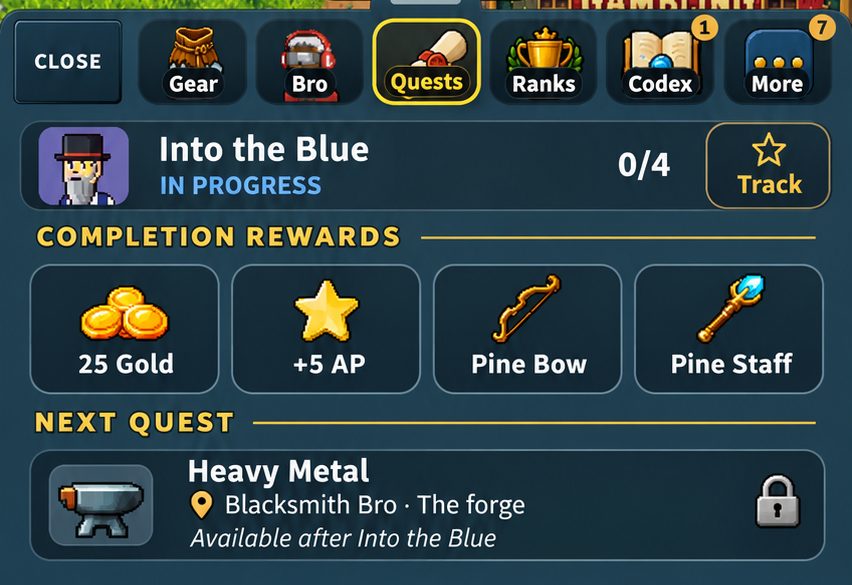 GAMBLING
CLOSE
Gear
Bro
Quests
Ranks
1
Codex
7
More
Into the Blue
IN PROGRESS
0/4
Track
COMPLETION REWARDS
25 Gold
+5 AP
Pine Bow
Pine Staff
NEXT QUEST
Heavy Metal
Blacksmith Bro · The forge
Available after Into the Blue